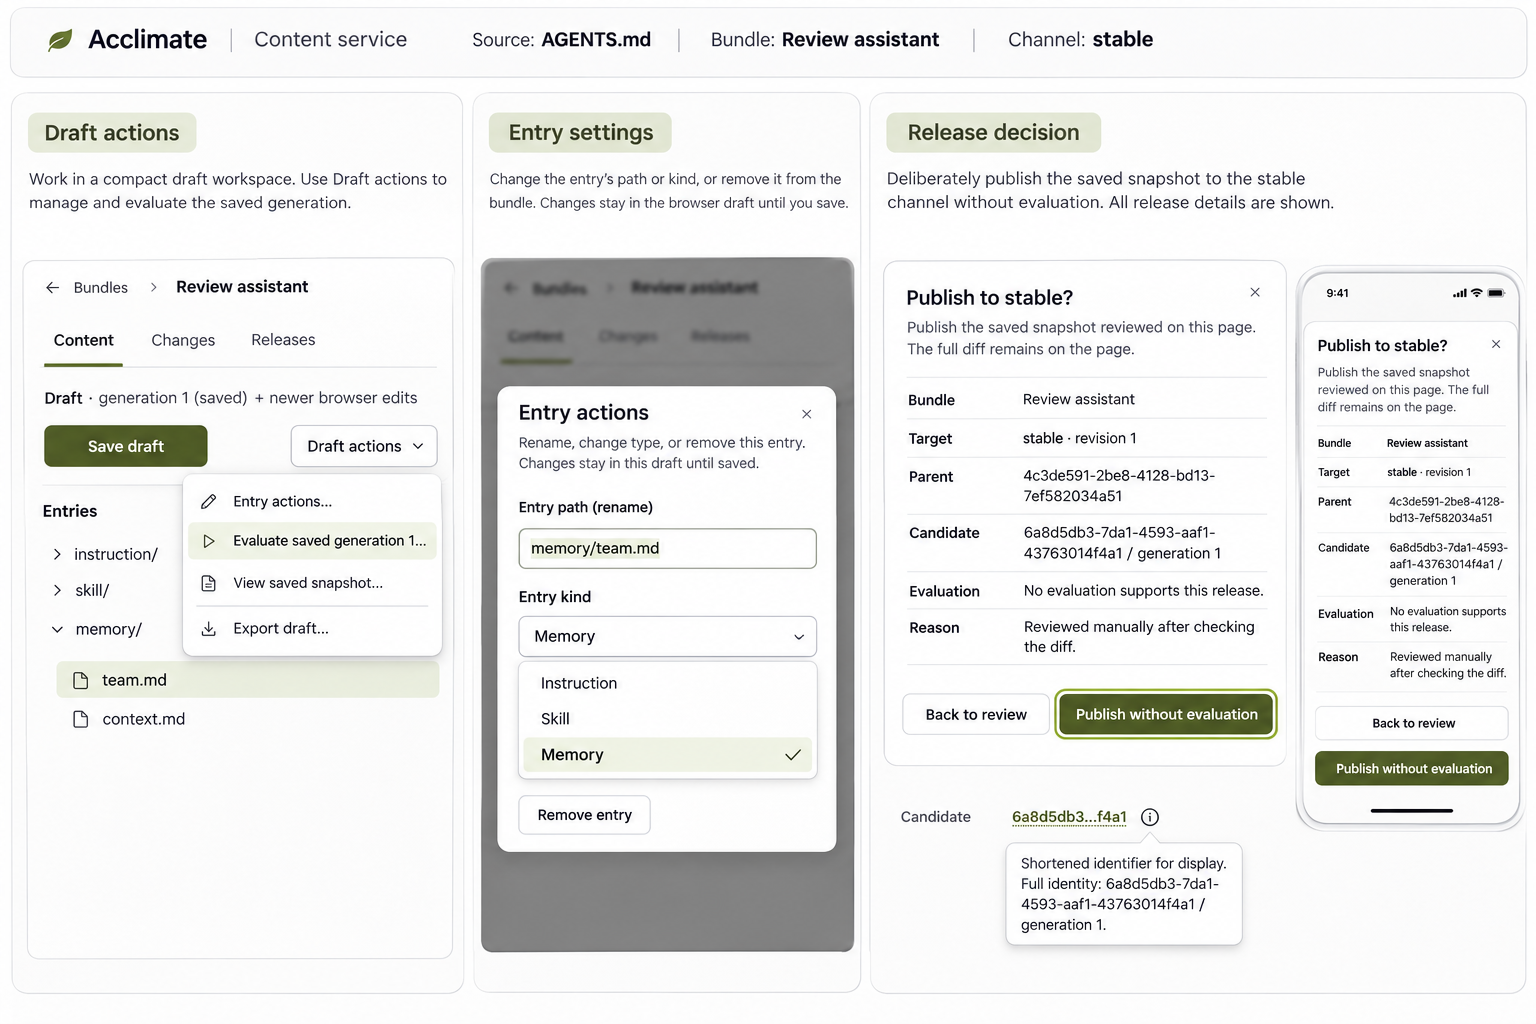 Acclimate
Content service
Source: AGENTS.md
Bundle: Review assistant
Channel: stable
Draft actions
Work in a compact draft workspace. Use Draft actions to
manage and evaluate the saved generation.
Bundles
Review assistant
Content
Changes
Releases
Draft · generation 1 (saved) + newer browser edits
Save draft
Draft actions
Entry actions...
Evaluate saved generation 1...
View saved snapshot...
Export draft...
Entries
instruction/
skill/
memory/
team.md
context.md
Entry settings
Change the entry's path or kind, or remove it from the
bundle. Changes stay in the browser draft until you save.
Bundles
Review assistant
Content
Changes
Releases
Entry actions
Rename, change type, or remove this entry.
Changes stay in this draft until saved.
Entry path (rename)
memory/team.md
Entry kind
Memory
Instruction
Skill
Memory
Remove entry
Release decision
Deliberately publish the saved snapshot to the stable
channel without evaluation. All release details are shown.
Publish to stable?
Publish the saved snapshot reviewed on this page.
The full diff remains on the page.
Bundle
Review assistant
Target
stable · revision 1
Parent
4c3de591-2be8-4128-bd13-
7ef582034a51
Candidate
6a8d5db3-7da1-4593-aaf1-
43763014f4a1 / generation 1
Evaluation
No evaluation supports this release.
Reason
Reviewed manually after checking
the diff.
Back to review
Publish without evaluation
Candidate
6a8d5db3...f4a1
Shortened identifier for display.
Full identity: 6a8d5db3-7da1-
4593-aaf1-43763014f4a1 /
generation 1.
9:41
Publish to stable?
Publish the saved snapshot
reviewed on this page. The full
diff remains on the page.
Bundle
Review assistant
Target
stable · revision 1
Parent
4c3de591-2be8-4128-
bd13-7ef582034a51
Candidate
6a8d5db3-7da1-4593-
aaf1-43763014f4a1 /
generation 1
Evaluation
No evaluation supports
this release.
Reason
Reviewed manually
after checking the diff.
Back to review
Publish without evaluation